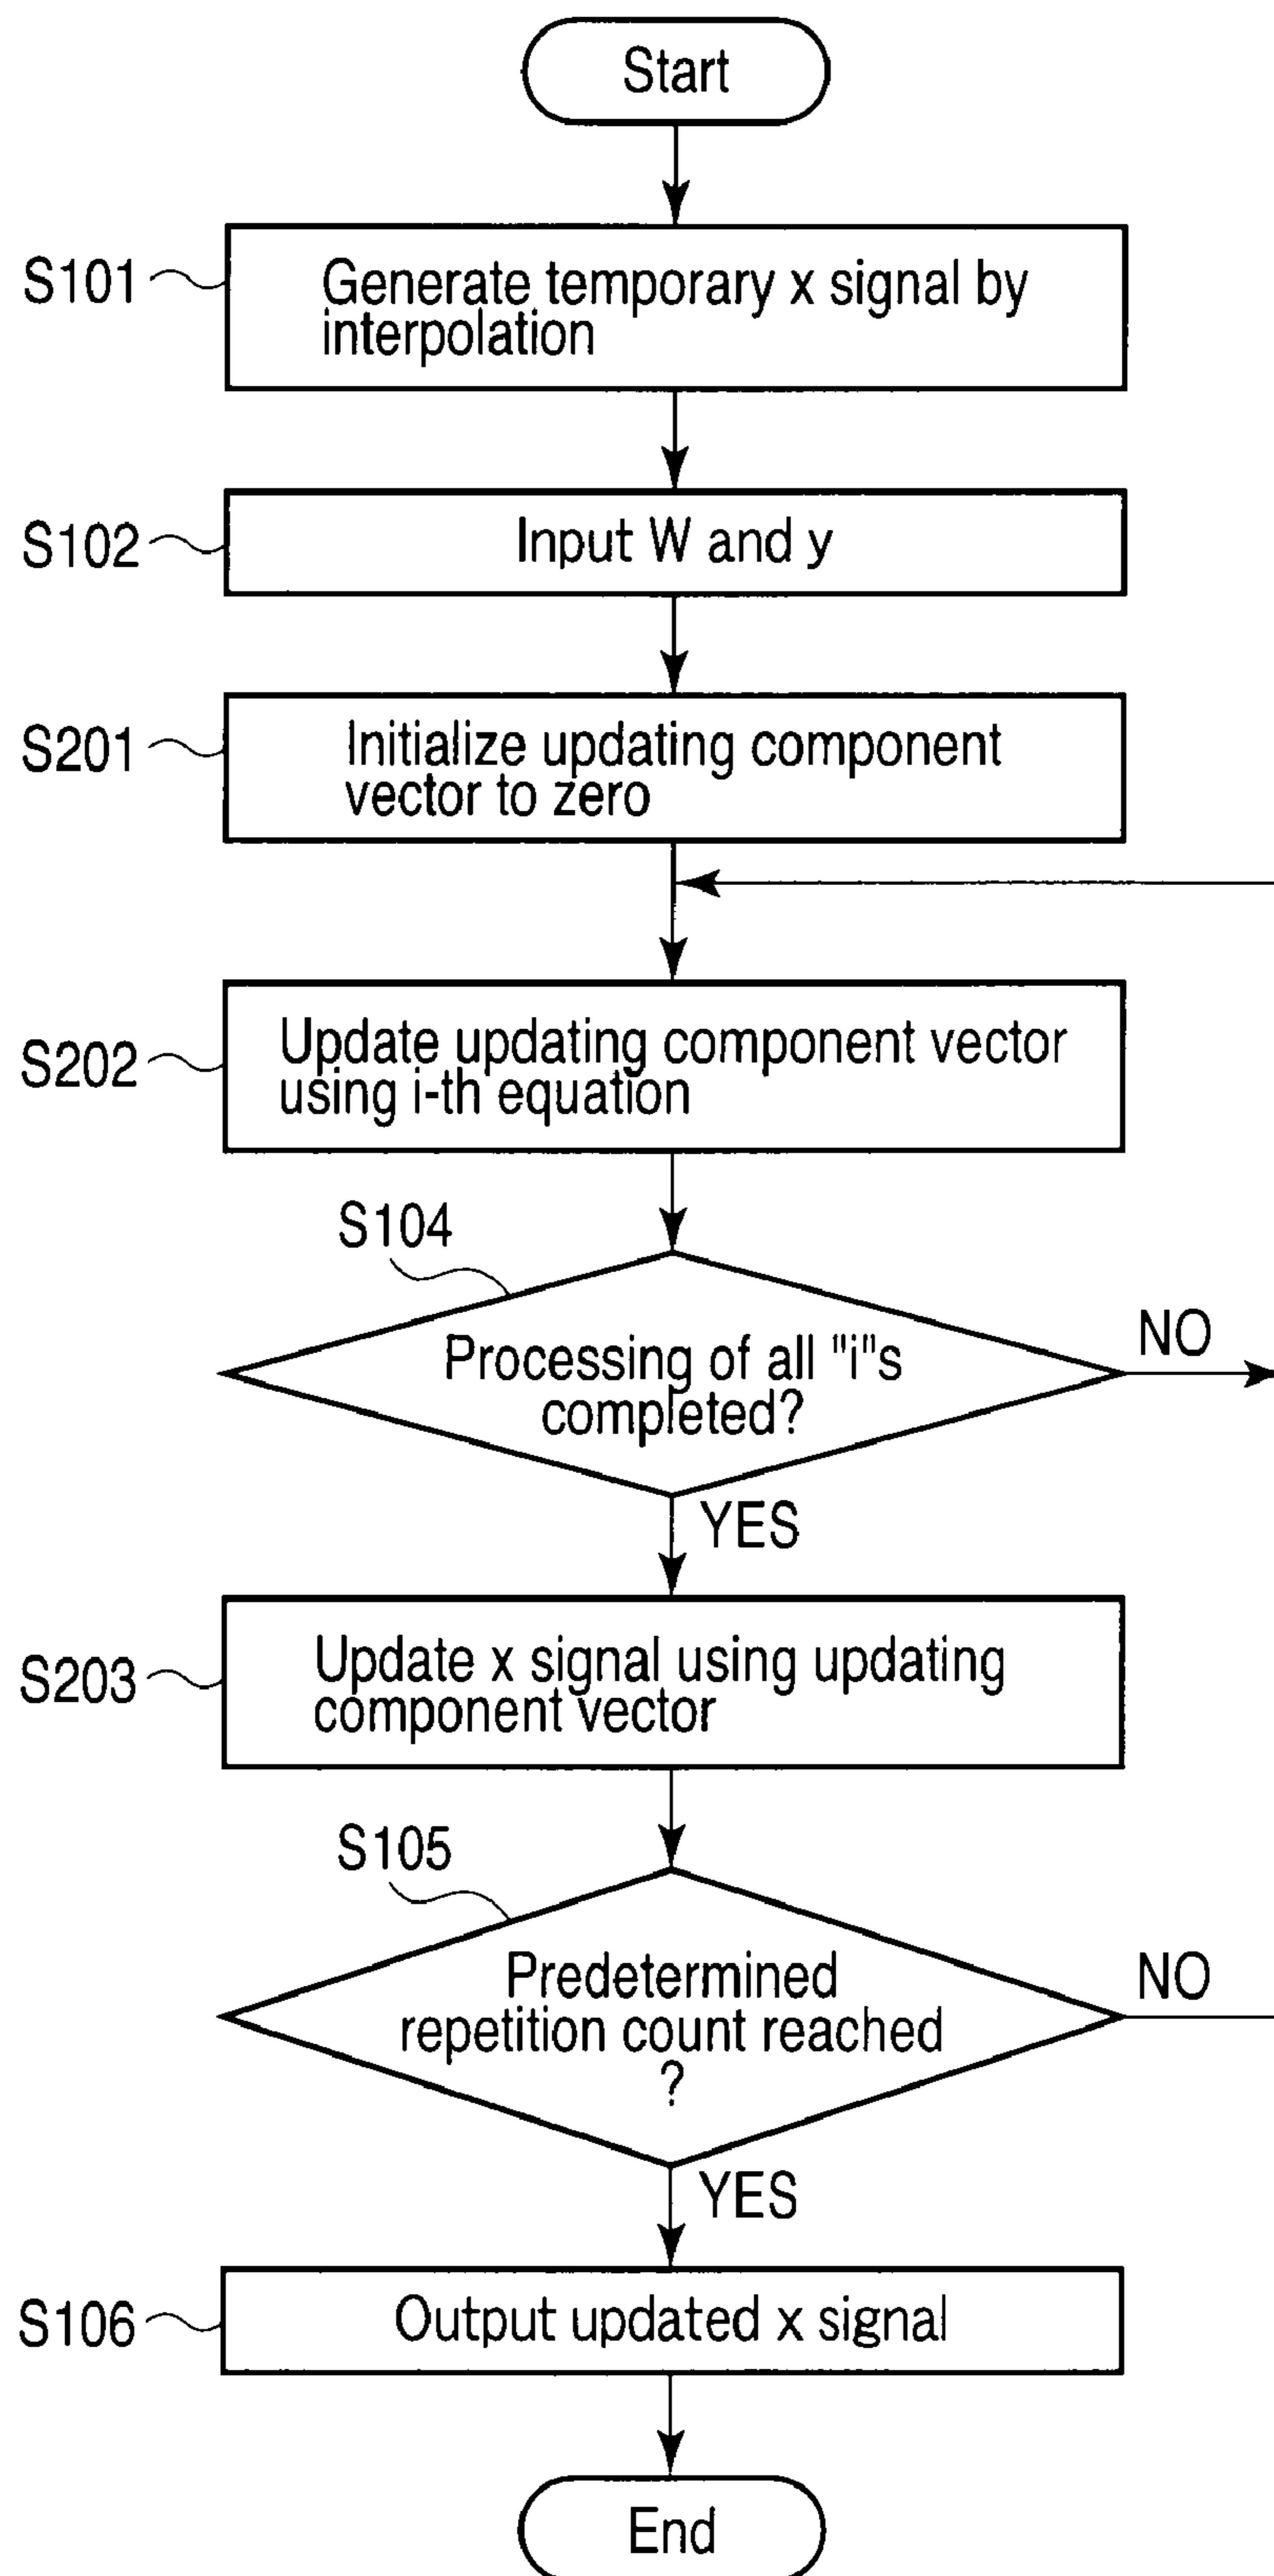 Start
S101
Generate temporary x signal by
interpolation
S102
Input W and y
S201
Initialize updating component
vector to zero
S202
Update updating component vector
using i-th equation
S104
Processing of all "i"s
completed?
NO
YES
S203
Update x signal using updating
component vector
S105
Predetermined
repetition count reached
?
NO
YES
S106
Output updated x signal
End